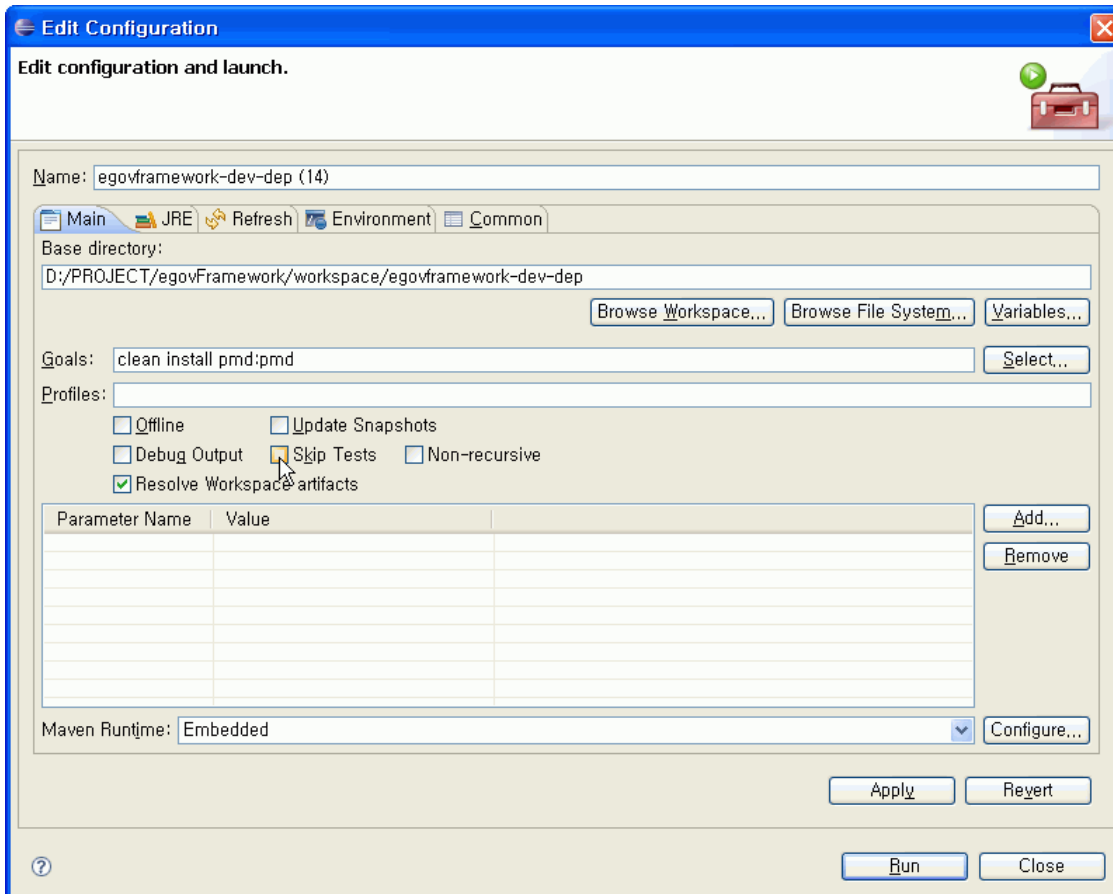 Edit Configuration
Edit configuration and launch.
Name: egovframework-dev-dep (14)
Main JRE Refresh Environment Common
Base directory:
D:/PROJECT/egovFramework/workspace/egovframework-dev-dep
Browse Workspace... Browse File System... Variables...
Goals: clean install pmd:pmd Select...
Profiles:
Offline Update Snapshots
Debug Output Skip Tests Non-recursive
Resolve Workspace artifacts
Parameter Name Value Add...
Remove
Maven Runtime: Embedded Configure...
Apply Revert
? Run Close